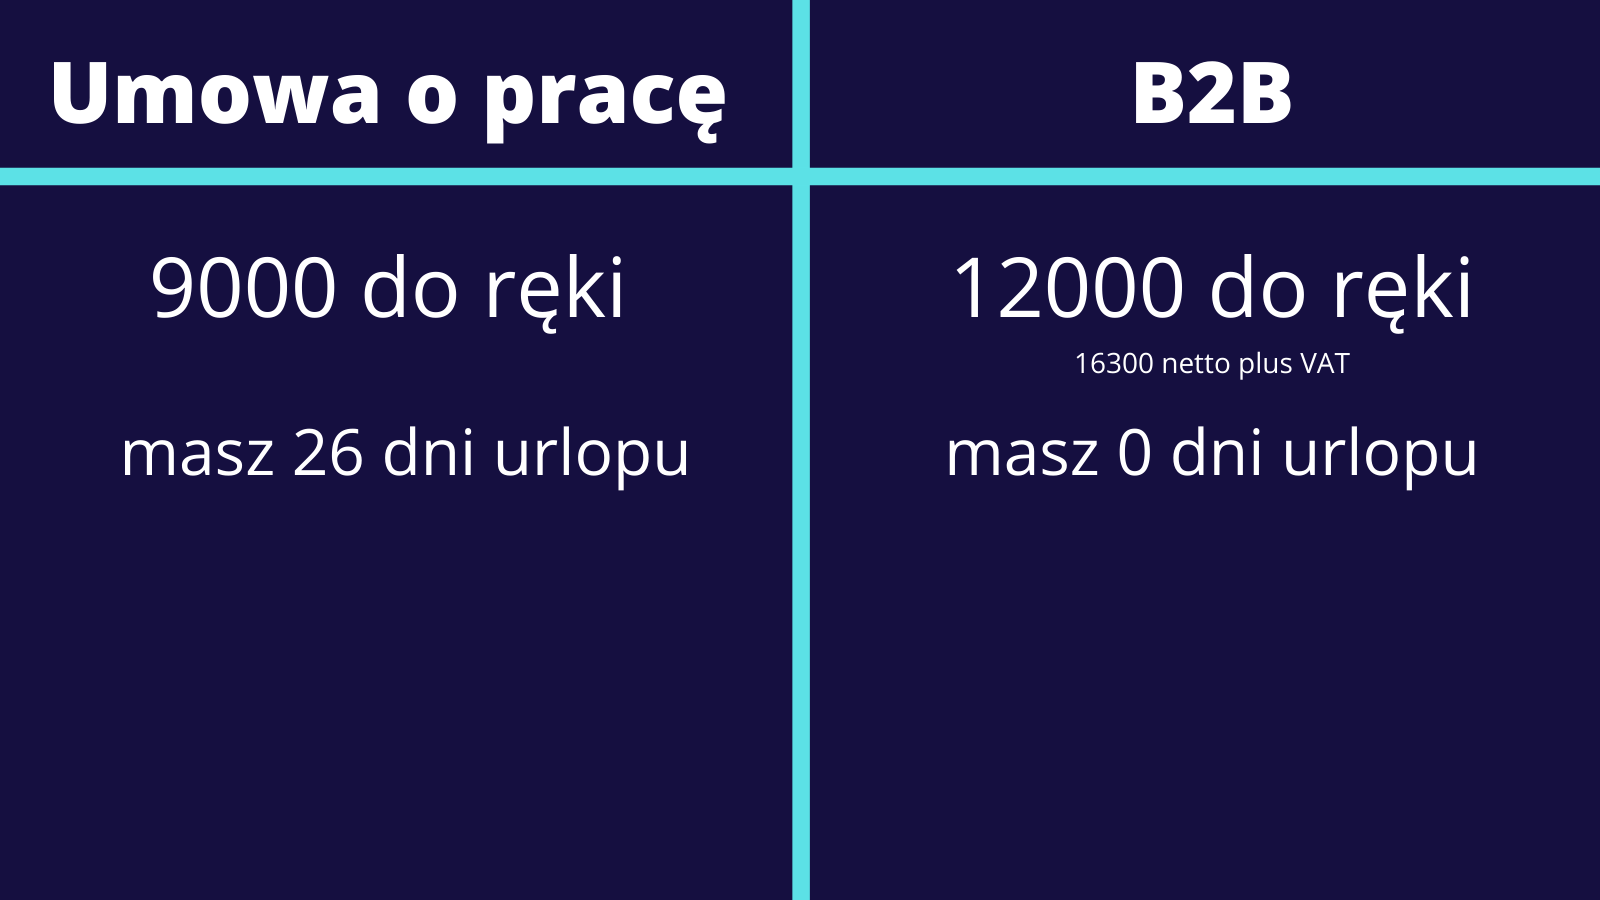 Umowa o pracę
B2B
9000 do ręki
12000 do ręki
16300 netto plus VAT
masz 26 dni urlopu
masz 0 dni urlopu